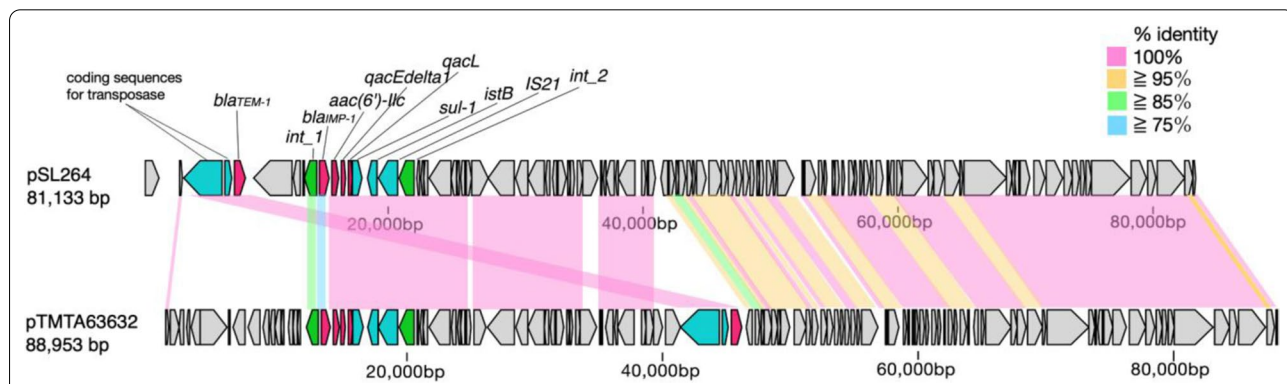 % identity
100%
≧ 95%
≧ 85%
≧ 75%
coding sequences
for transposase
blaTEM-1
int_1
blaIMP-1
aac(6')-IIc
qacEdelta1
qacL
sul-1
istB
IS21
int_2
pSL264
81,133 bp
20,000bp
40,000bp
60,000bp
80,000bp
pTMTA63632
88,953 bp
20,000bp
40,000bp
60,000bp
80,000bp